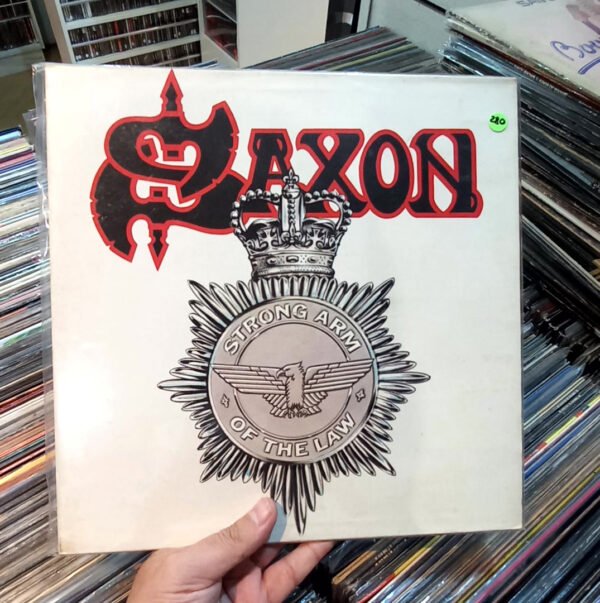 SAXON
280
STRONG ARM
OF THE LAW